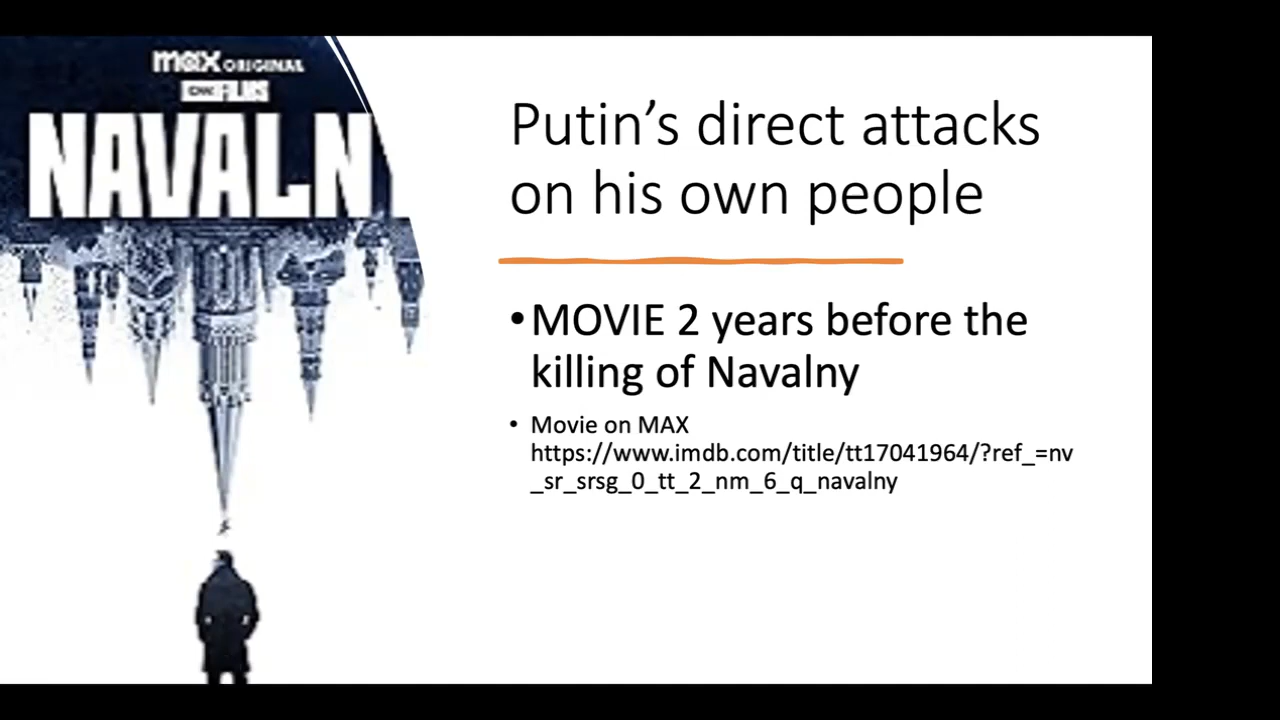 max ORIGINAL
CNN FILMS
NAVALN
Putin’s direct attacks
on his own people
•MOVIE 2 years before the
killing of Navalny
• Movie on MAX
https://www.imdb.com/title/tt17041964/?ref_=nv
_sr_srsg_0_tt_2_nm_6_q_navalny